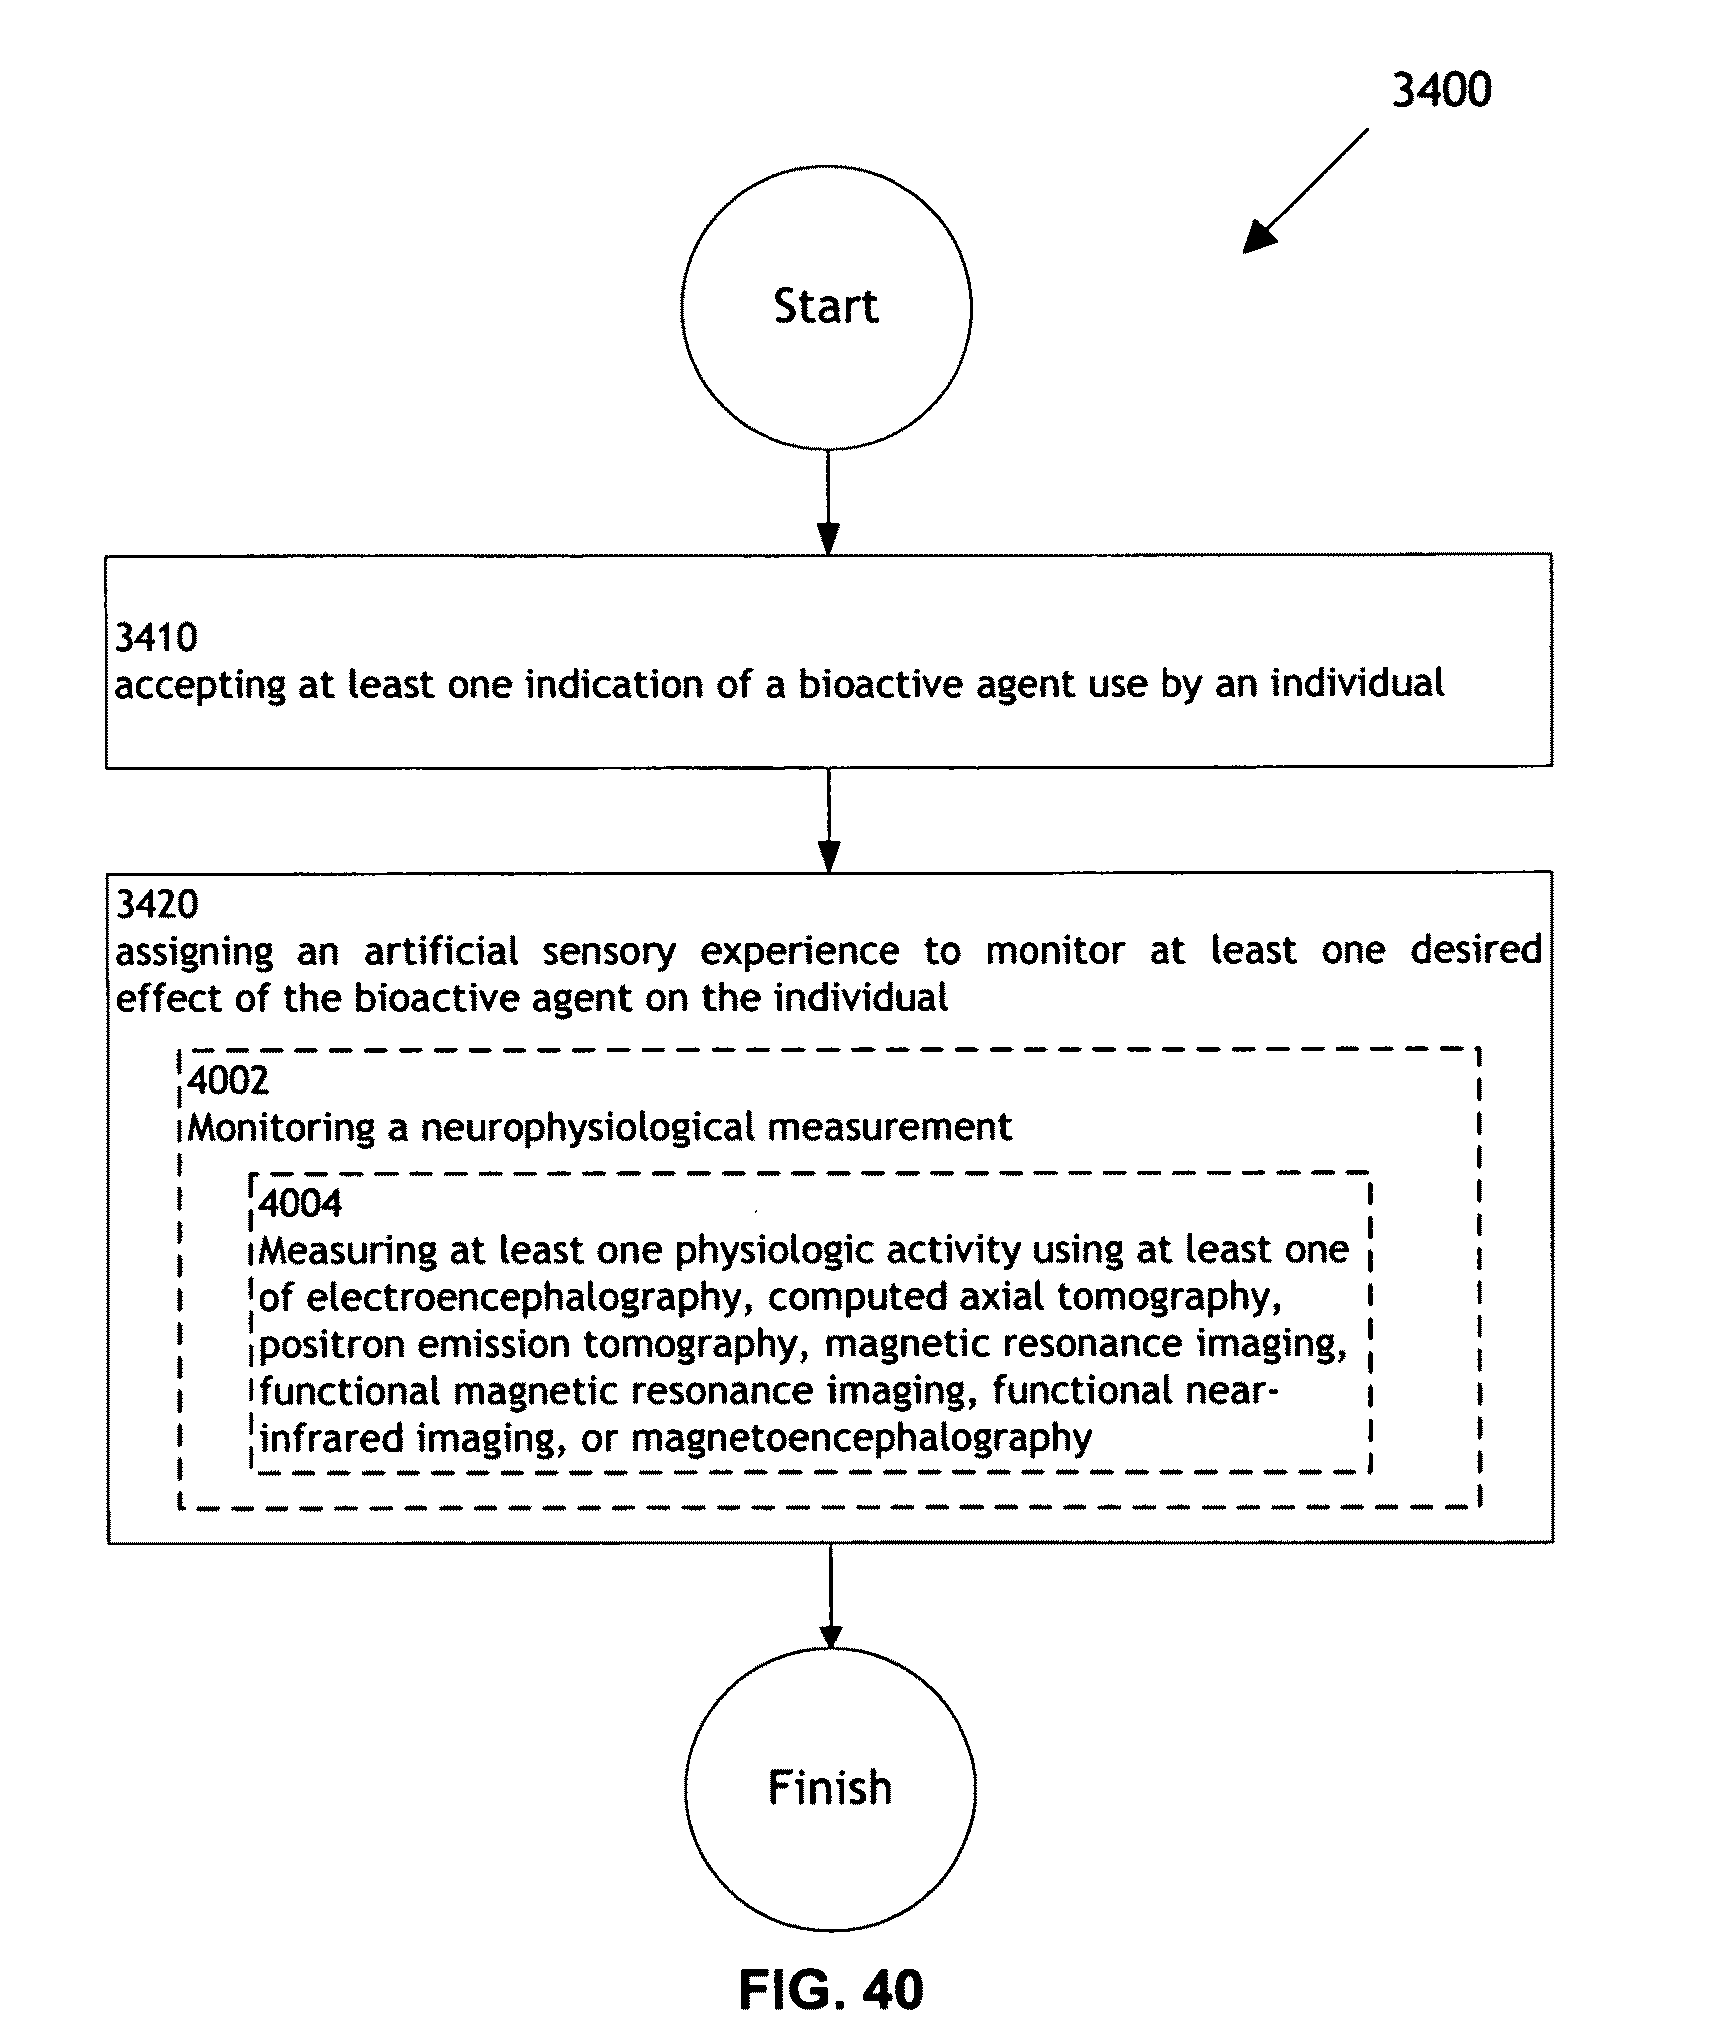 3400
Start
3410
accepting at least one indication of a bioactive agent use by an individual
3420
assigning an artificial sensory experience to monitor at least one desired
effect of the bioactive agent on the individual
4002
Monitoring a neurophysiological measurement
4004
Measuring at least one physiologic activity using at least one
of electroencephalography, computed axial tomography,
positron emission tomography, magnetic resonance imaging,
functional magnetic resonance imaging, functional near-
infrared imaging, or magnetoencephalography
Finish
FIG. 40